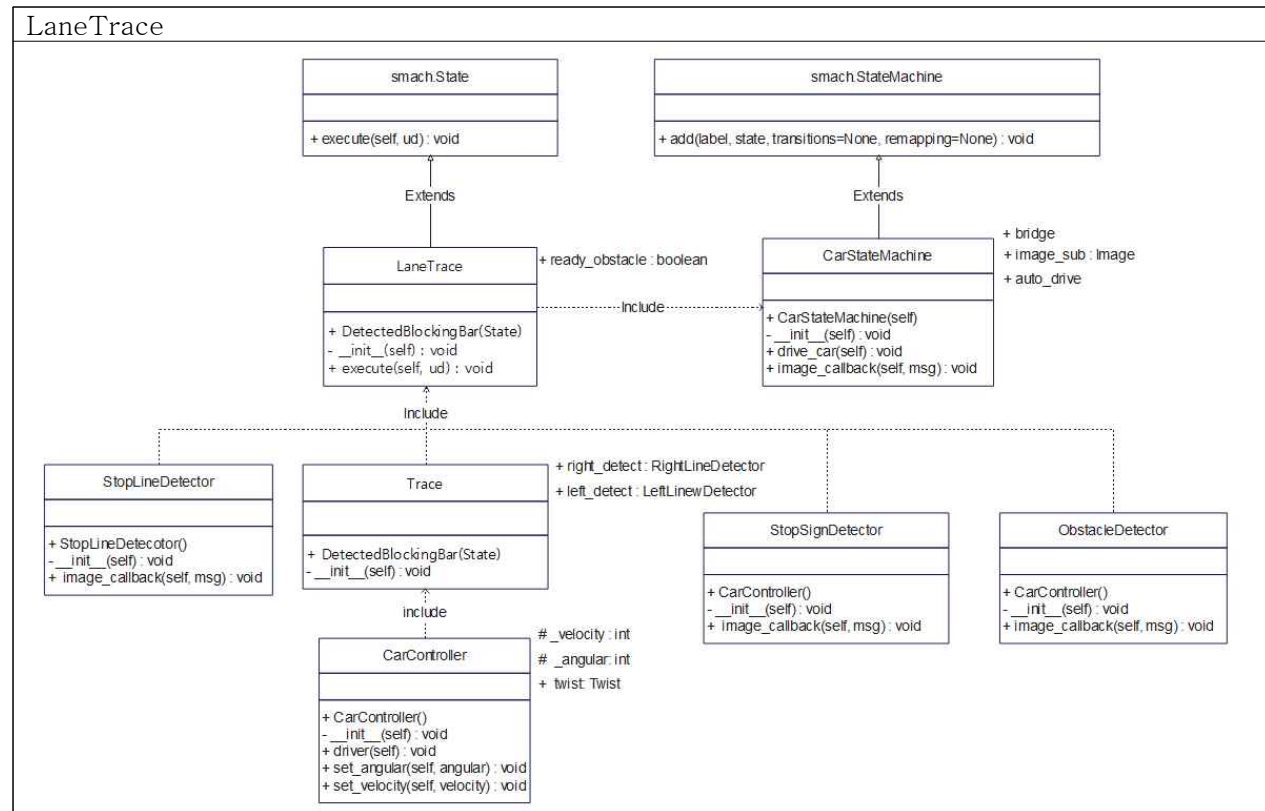 LaneTrace
smach.State
+ execute(self, ud) : void
smach.StateMachine
+ add(label, state, transitions=None, remapping=None) : void
Extends
Extends
LaneTrace
+ DetectedBlockingBar(State)
- __init__(self) : void
+ execute(self, ud) : void
+ ready_obstacle : boolean
Include
CarStateMachine
+ CarStateMachine(self)
- __init__(self) : void
+ drive_car(self) : void
+ image_callback(self, msg) : void
+ bridge
+ image_sub : Image
+ auto_drive
Include
StopLineDetector
+ StopLineDetecotor()
- __init__(self) : void
+ image_callback(self, msg) : void
Trace
+ DetectedBlockingBar(State)
- __init__(self) : void
+ right_detect : RightLineDetector
+ left_detect : LeftLinewDetector
StopSignDetector
+ CarController()
- __init__(self) : void
+ image_callback(self, msg) : void
ObstacleDetector
+ CarController()
- __init__(self) : void
+ image_callback(self, msg) : void
include
CarController
+ CarController()
- __init__(self) : void
+ driver(self) : void
+ set_angular(self, angular) : void
+ set_velocity(self, velocity) : void
# _velocity : int
# _angular: int
+ twist: Twist